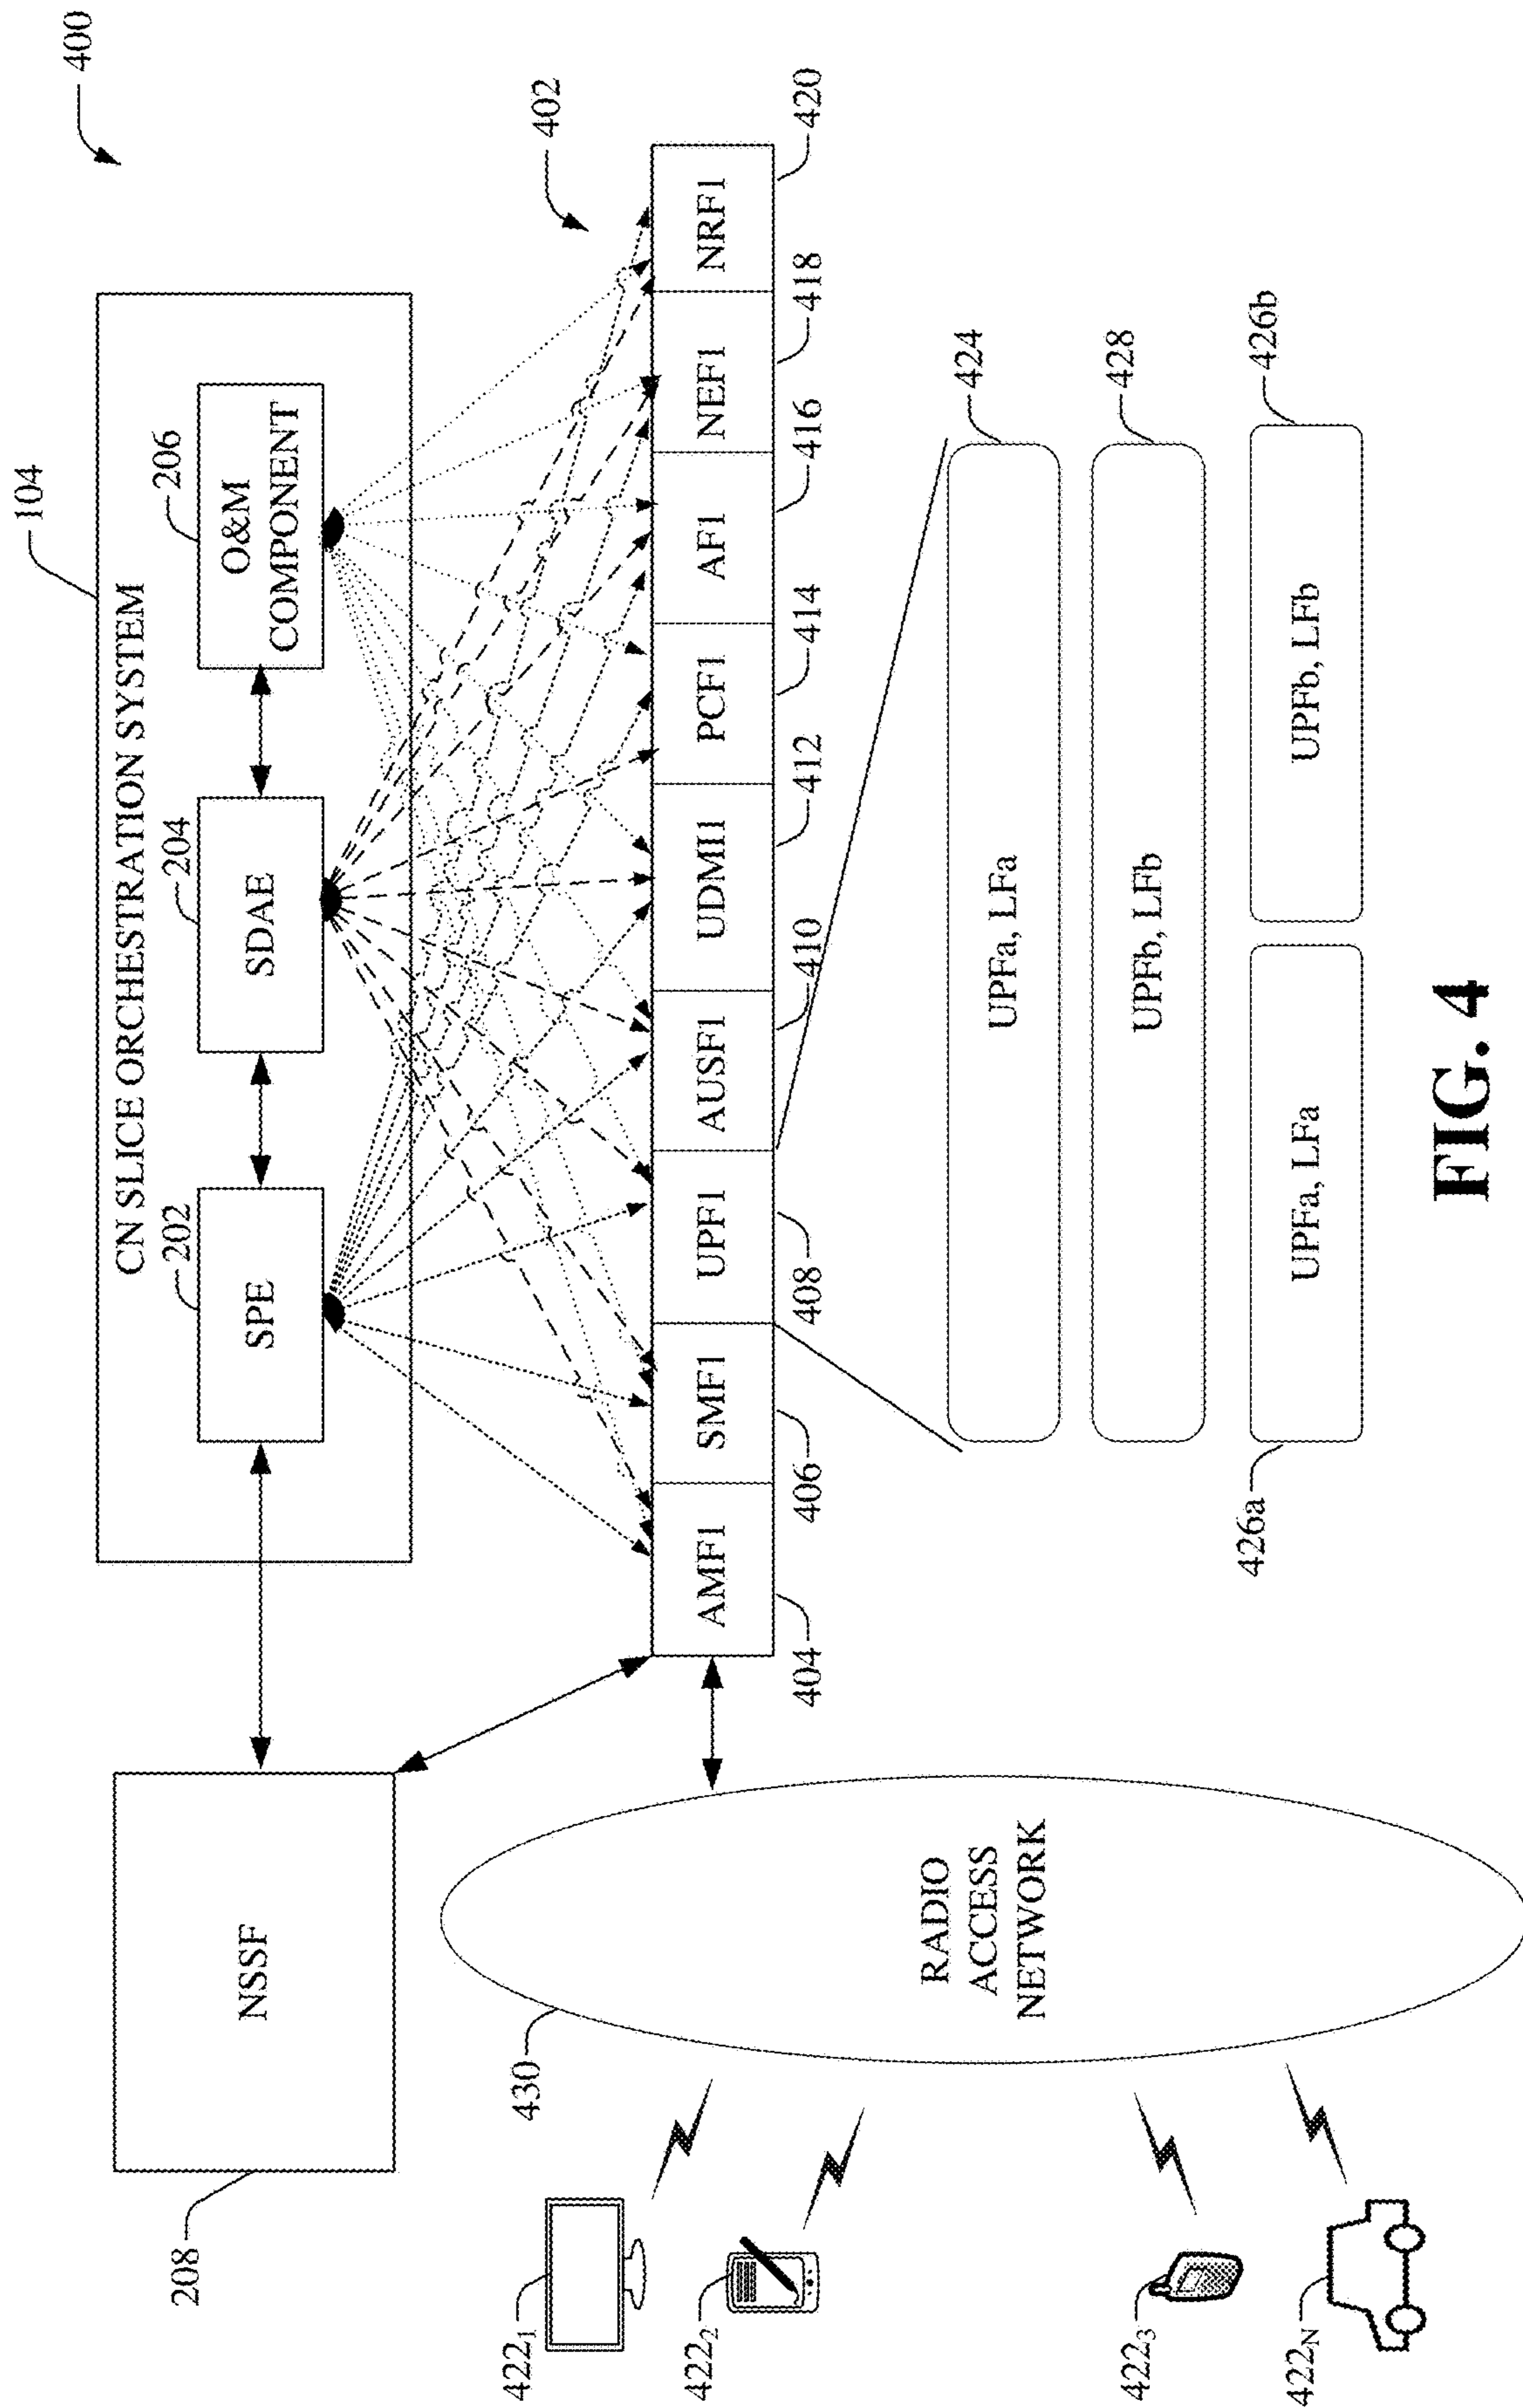 400
104
CN SLICE ORCHESTRATION SYSTEM
202
204
206
SPE
SDAE
O&M
COMPONENT
208
NSSF
402
AMF1
SMF1
UPF1
AUSF1
UDM1
PCF1
AF1
NEF1
NRF1
404
406
408
410
412
414
416
418
420
430
RADIO
ACCESS
NETWORK
422₁
422₂
422₃
422ɴ
424
UPFa, LFa
428
UPFb, LFb
426a
UPFa, LFa
426b
UPFb, LFb
FIG. 4